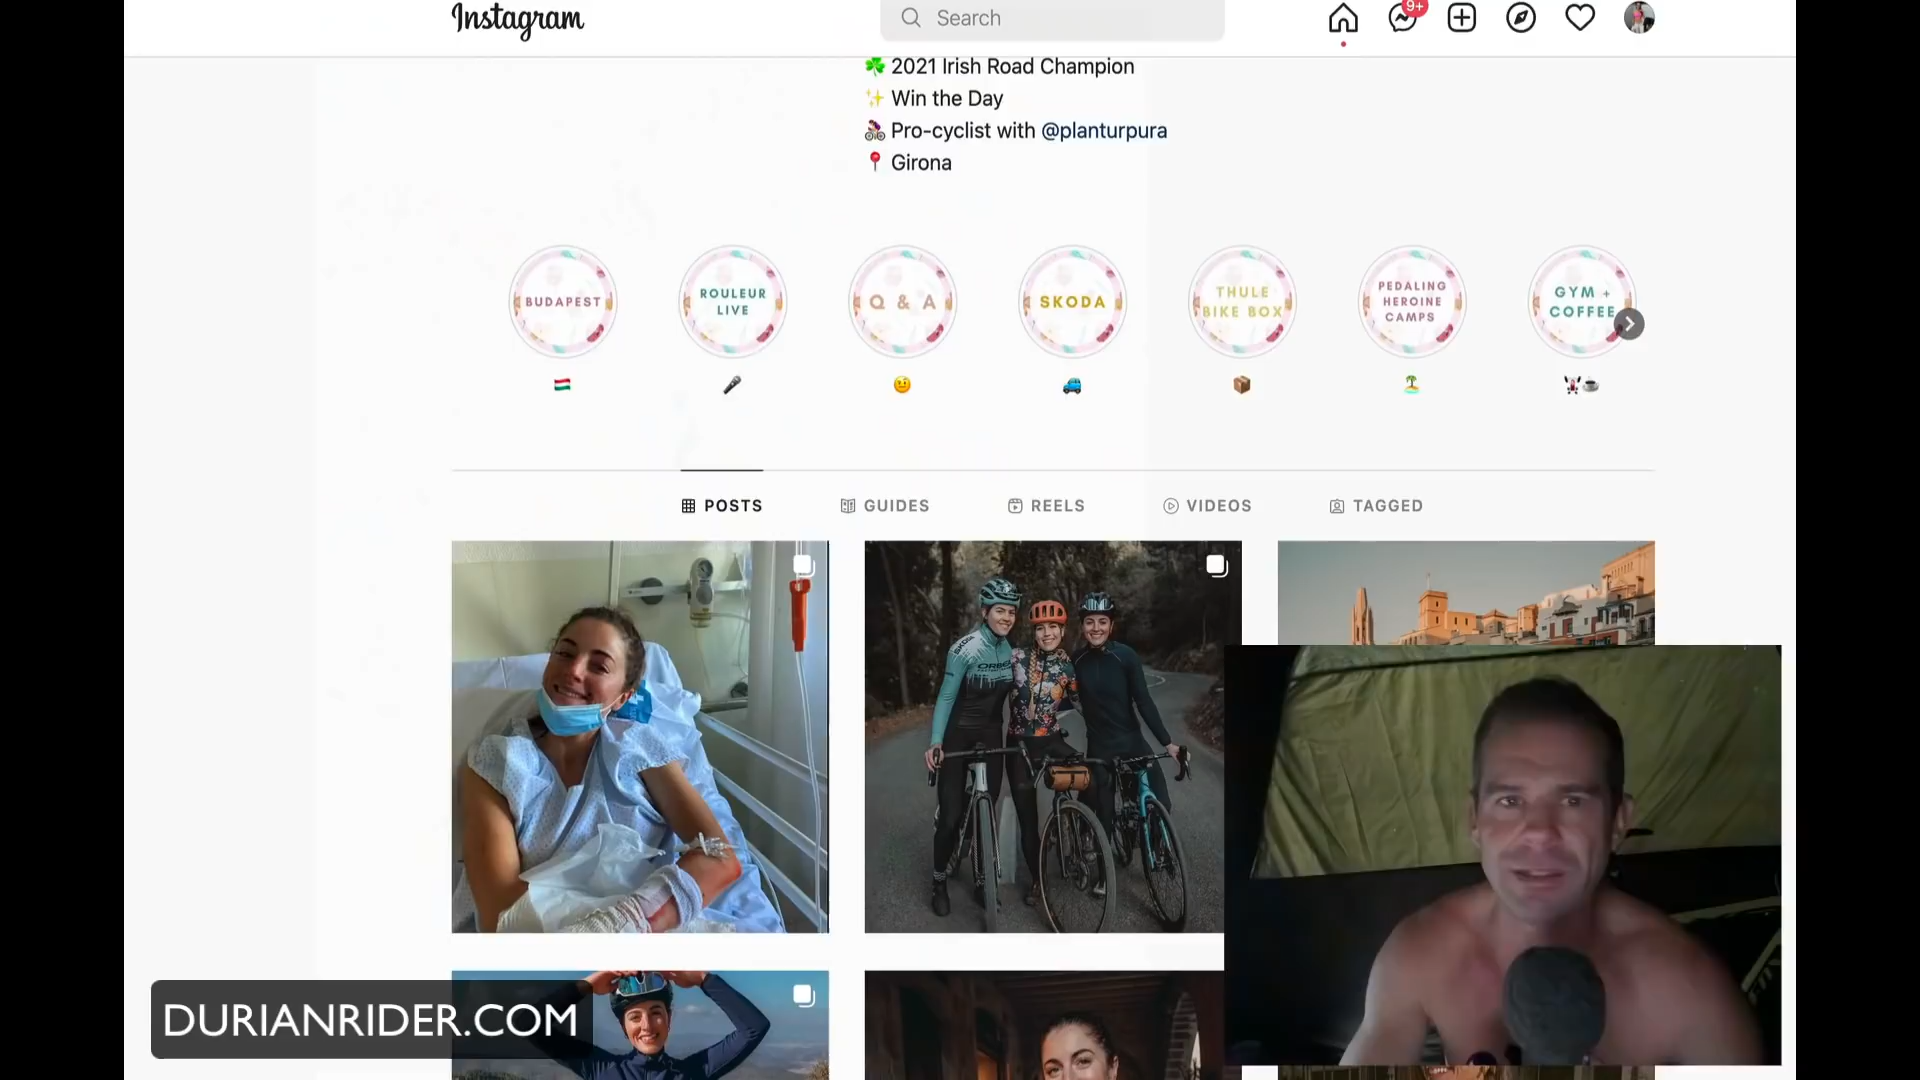 Instagram
Search
9+
2021 Irish Road Champion
Win the Day
Pro-cyclist with @planturpura
Girona
BUDAPEST
ROULEUR
LIVE
Q & A
SKODA
THULE
BIKE BOX
PEDALING
HEROINE
CAMPS
GYM +
COFFEE
POSTS
GUIDES
REELS
VIDEOS
TAGGED
ORBEA
DURIANRIDER.COM